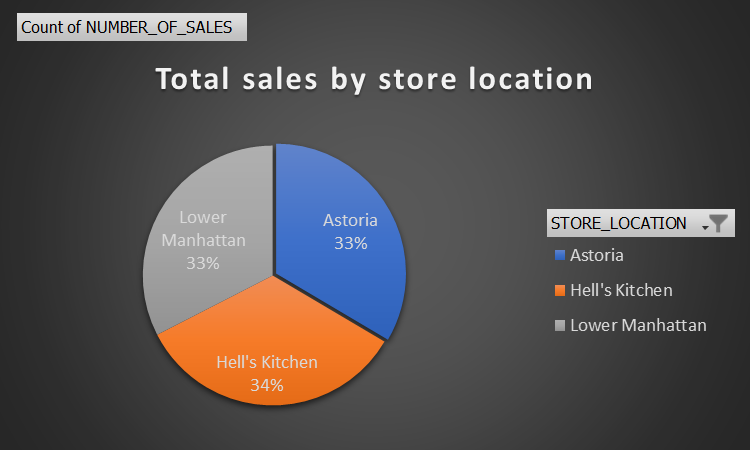 Count of NUMBER_OF_SALES
Total sales by store location
Lower
Manhattan
33%
Astoria
33%
Hell's Kitchen
34%
STORE_LOCATION
Astoria
Hell's Kitchen
Lower Manhattan